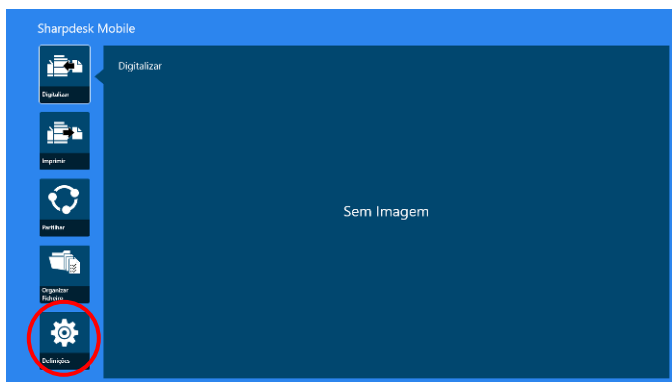 Sharpdesk Mobile
Digitalizar
Digitalizar
Imprimir
Partilhar
Organizar
Ficheiro
Definições
Sem Imagem